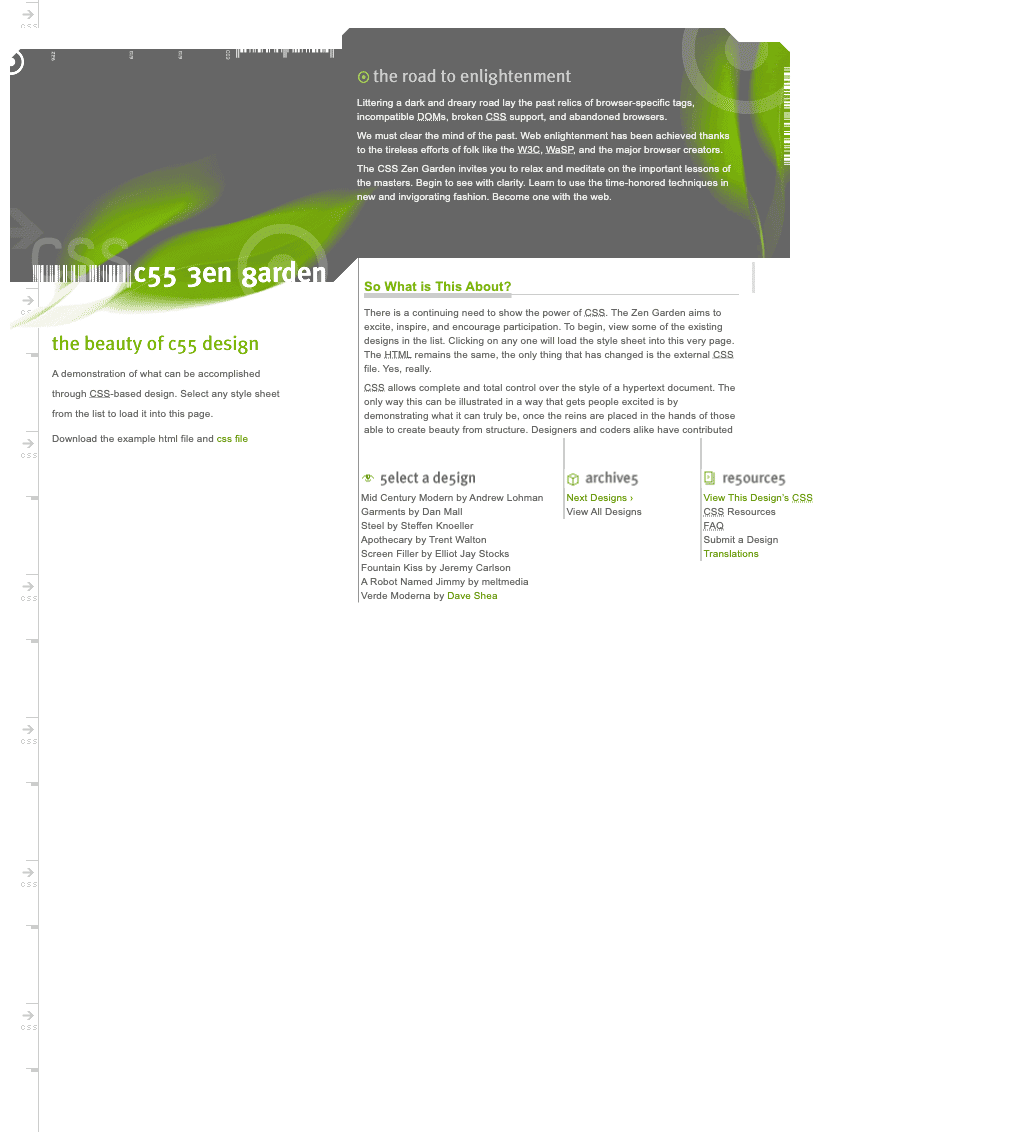 css
the road to enlightenment
Littering a dark and dreary road lay the past relics of browser-specific tags,
incompatible DOMs, broken CSS support, and abandoned browsers.
We must clear the mind of the past. Web enlightenment has been achieved thanks
to the tireless efforts of folk like the W3C, WaSP, and the major browser creators.
The CSS Zen Garden invites you to relax and meditate on the important lessons of
the masters. Begin to see with clarity. Learn to use the time-honored techniques in
new and invigorating fashion. Become one with the web.
CSS
c55 3en garden
css
the beauty of c55 design
A demonstration of what can be accomplished
through CSS-based design. Select any style sheet
from the list to load it into this page.
Download the example html file and css file
So What is This About?
There is a continuing need to show the power of CSS. The Zen Garden aims to
excite, inspire, and encourage participation. To begin, view some of the existing
designs in the list. Clicking on any one will load the style sheet into this very page.
The HTML remains the same, the only thing that has changed is the external CSS
file. Yes, really.
CSS allows complete and total control over the style of a hypertext document. The
only way this can be illustrated in a way that gets people excited is by
demonstrating what it can truly be, once the reins are placed in the hands of those
able to create beauty from structure. Designers and coders alike have contributed
css
5elect a de5ign
Mid Century Modern by Andrew Lohman
Garments by Dan Mall
Steel by Steffen Knoeller
Apothecary by Trent Walton
Screen Filler by Elliot Jay Stocks
Fountain Kiss by Jeremy Carlson
A Robot Named Jimmy by meltmedia
Verde Moderna by Dave Shea
archive5
Next Designs ›
View All Designs
re5ource5
View This Design's CSS
CSS Resources
FAQ
Submit a Design
Translations
css
css
css
css